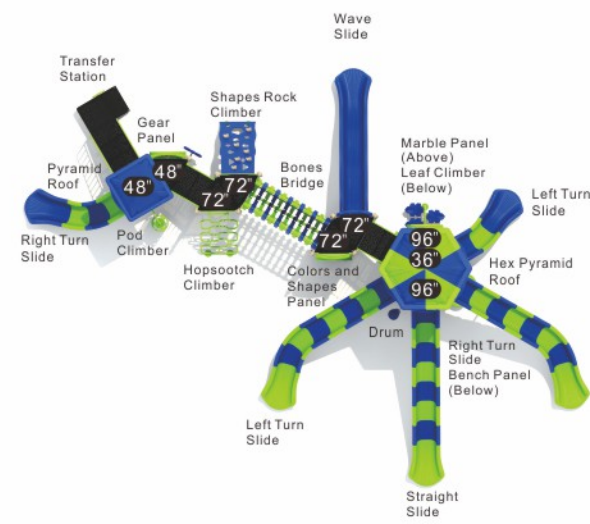 Wave
Slide
Transfer
Station
Shapes Rock
Climber
Gear
Panel
Marble Panel
(Above)
Leaf Climber
(Below)
Bones
Bridge
Pyramid
Roof
48"
48"
72"
72"
Left Turn
Slide
72"
72"
96"
36"
96"
Right Turn
Slide
Pod
Climber
Hopsootch
Climber
Colors and
Shapes
Panel
Hex Pyramid
Roof
Drum
Right Turn
Slide
Bench Panel
(Below)
Left Turn
Slide
Straight
Slide